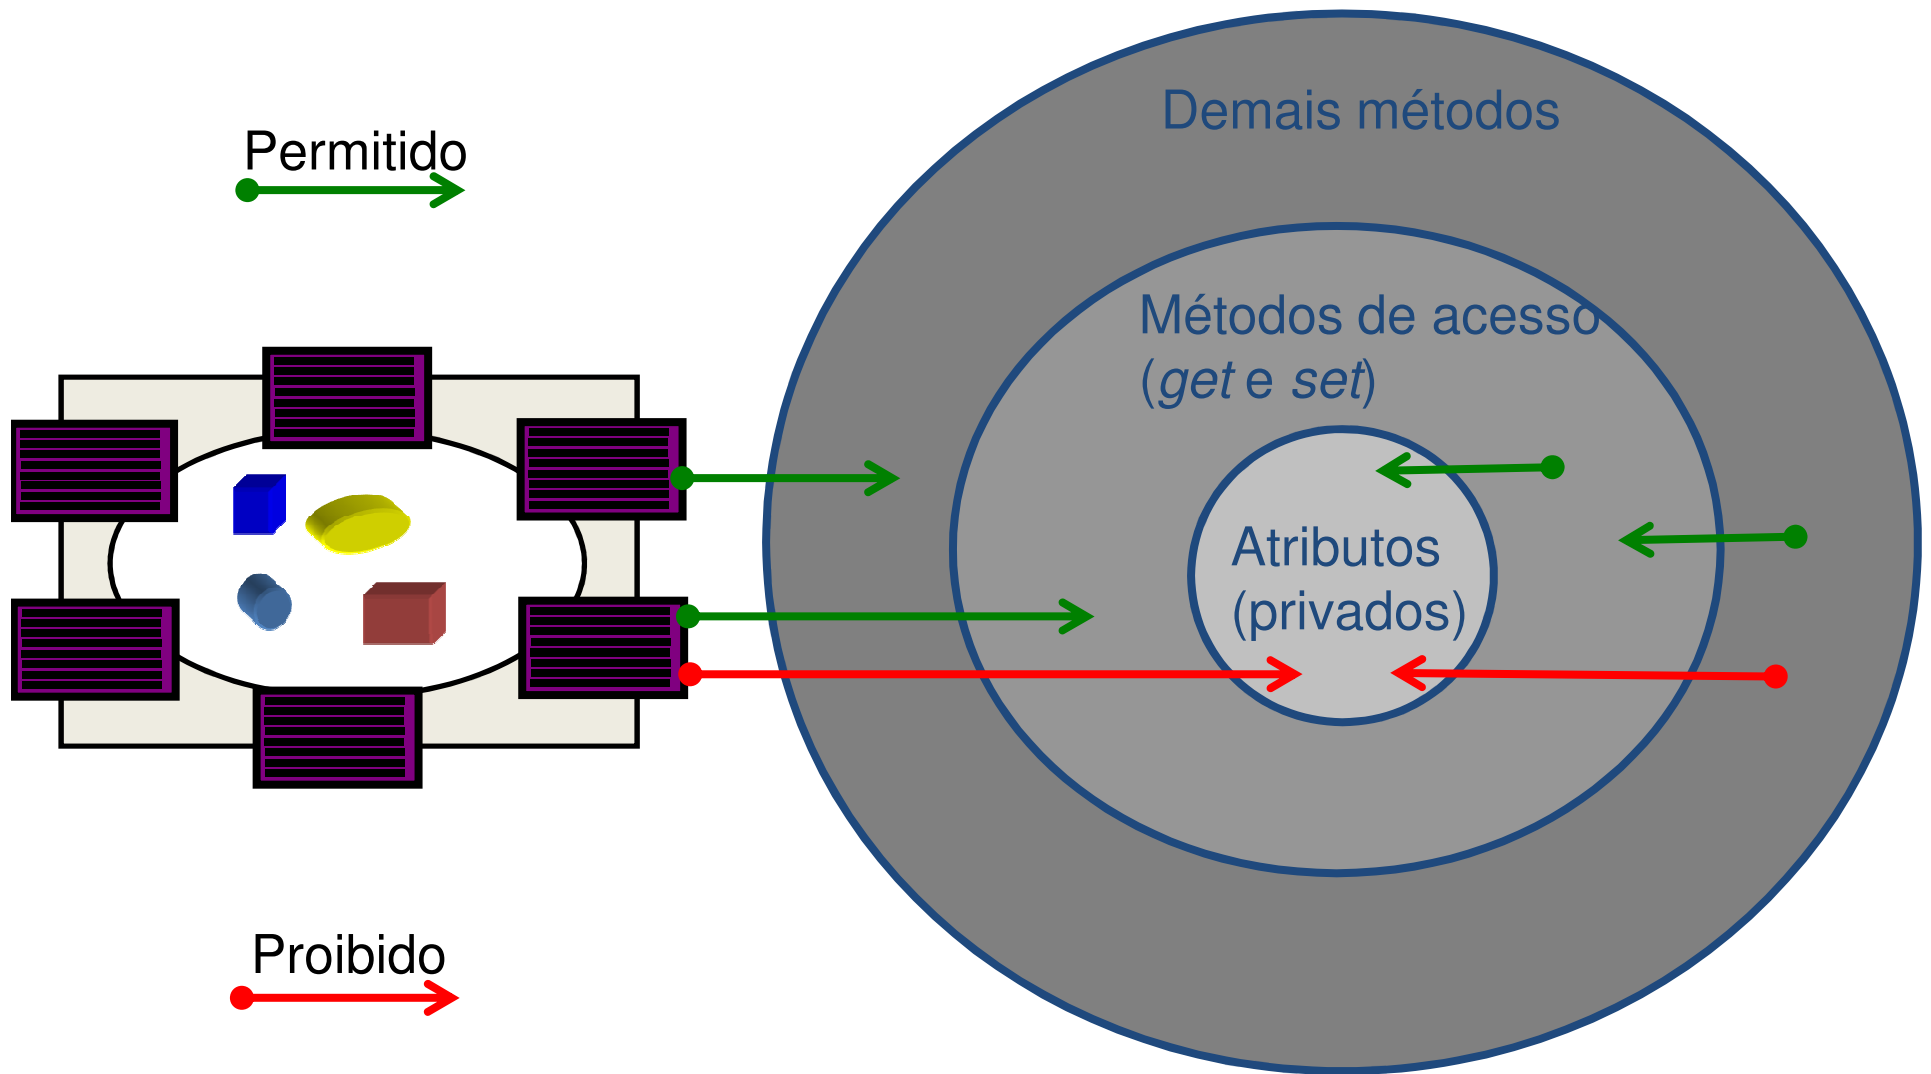 Permitido
Demais métodos
Métodos de acesso
(get e set)
Atributos
(privados)
Proibido